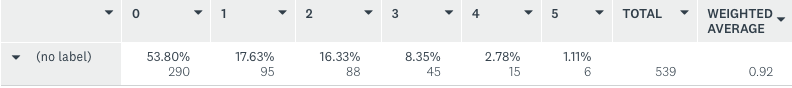 0 1 2 3 4 5 TOTAL WEIGHTED
AVERAGE
(no label) 53.80% 17.63% 16.33% 8.35% 2.78% 1.11%
290 95 88 45 15 6 539 0.92